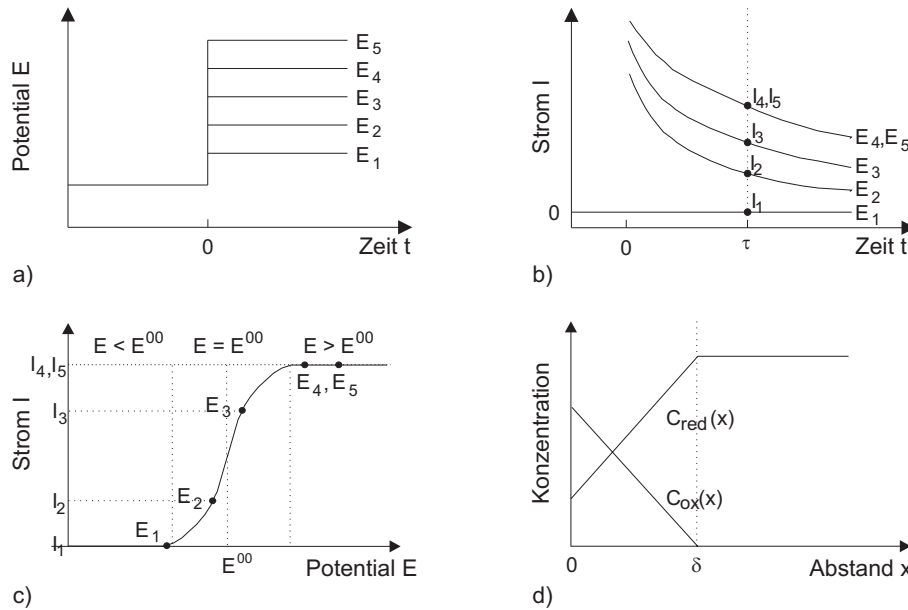 Potential E
E5
E4
E3
E2
E1
0
Zeit t
a)
Strom I
I4,I5
I3
I2
I1
E4,E5
E3
E2
E1
0
0
τ
Zeit t
b)
E < E00
E = E00
E > E00
I4,I5
I3
I2
I1
Strom I
E4, E5
E3
E2
E1
E00
Potential E
c)
Konzentration
Cred(x)
Cox(x)
0
δ
Abstand x
d)